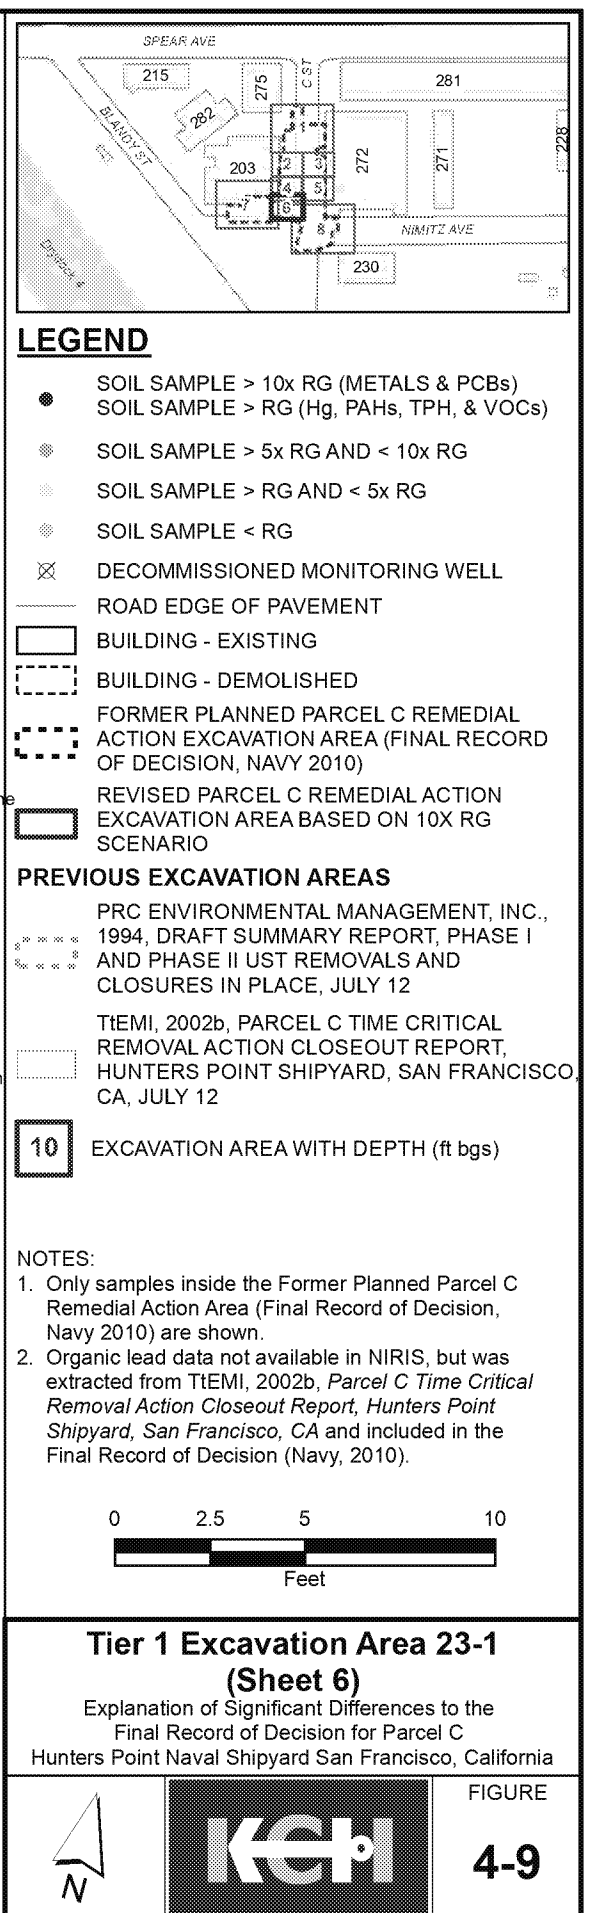 SPEAR AVE
215
275
C ST
281
282
BLANDY ST
1
228
203
2
3
272
271
4
5
7
6
8
NIMITZ AVE
Drydock 4
230
LEGEND
SOIL SAMPLE > 10x RG (METALS & PCBs)
SOIL SAMPLE > RG (Hg, PAHs, TPH, & VOCs)
SOIL SAMPLE > 5x RG AND < 10x RG
SOIL SAMPLE > RG AND < 5x RG
SOIL SAMPLE < RG
DECOMMISSIONED MONITORING WELL
ROAD EDGE OF PAVEMENT
BUILDING - EXISTING
BUILDING - DEMOLISHED
FORMER PLANNED PARCEL C REMEDIAL
ACTION EXCAVATION AREA (FINAL RECORD
OF DECISION, NAVY 2010)
REVISED PARCEL C REMEDIAL ACTION
EXCAVATION AREA BASED ON 10X RG
SCENARIO
PREVIOUS EXCAVATION AREAS
PRC ENVIRONMENTAL MANAGEMENT, INC.,
1994, DRAFT SUMMARY REPORT, PHASE I
AND PHASE II UST REMOVALS AND
CLOSURES IN PLACE, JULY 12
TtEMI, 2002b, PARCEL C TIME CRITICAL
REMOVAL ACTION CLOSEOUT REPORT,
HUNTERS POINT SHIPYARD, SAN FRANCISCO,
CA, JULY 12
10 EXCAVATION AREA WITH DEPTH (ft bgs)
NOTES:
1. Only samples inside the Former Planned Parcel C
Remedial Action Area (Final Record of Decision,
Navy 2010) are shown.
2. Organic lead data not available in NIRIS, but was
extracted from TtEMI, 2002b, Parcel C Time Critical
Removal Action Closeout Report, Hunters Point
Shipyard, San Francisco, CA and included in the
Final Record of Decision (Navy, 2010).
0 2.5 5 10
Feet
Tier 1 Excavation Area 23-1
(Sheet 6)
Explanation of Significant Differences to the
Final Record of Decision for Parcel C
Hunters Point Naval Shipyard San Francisco, California
N
KCH
FIGURE
4-9